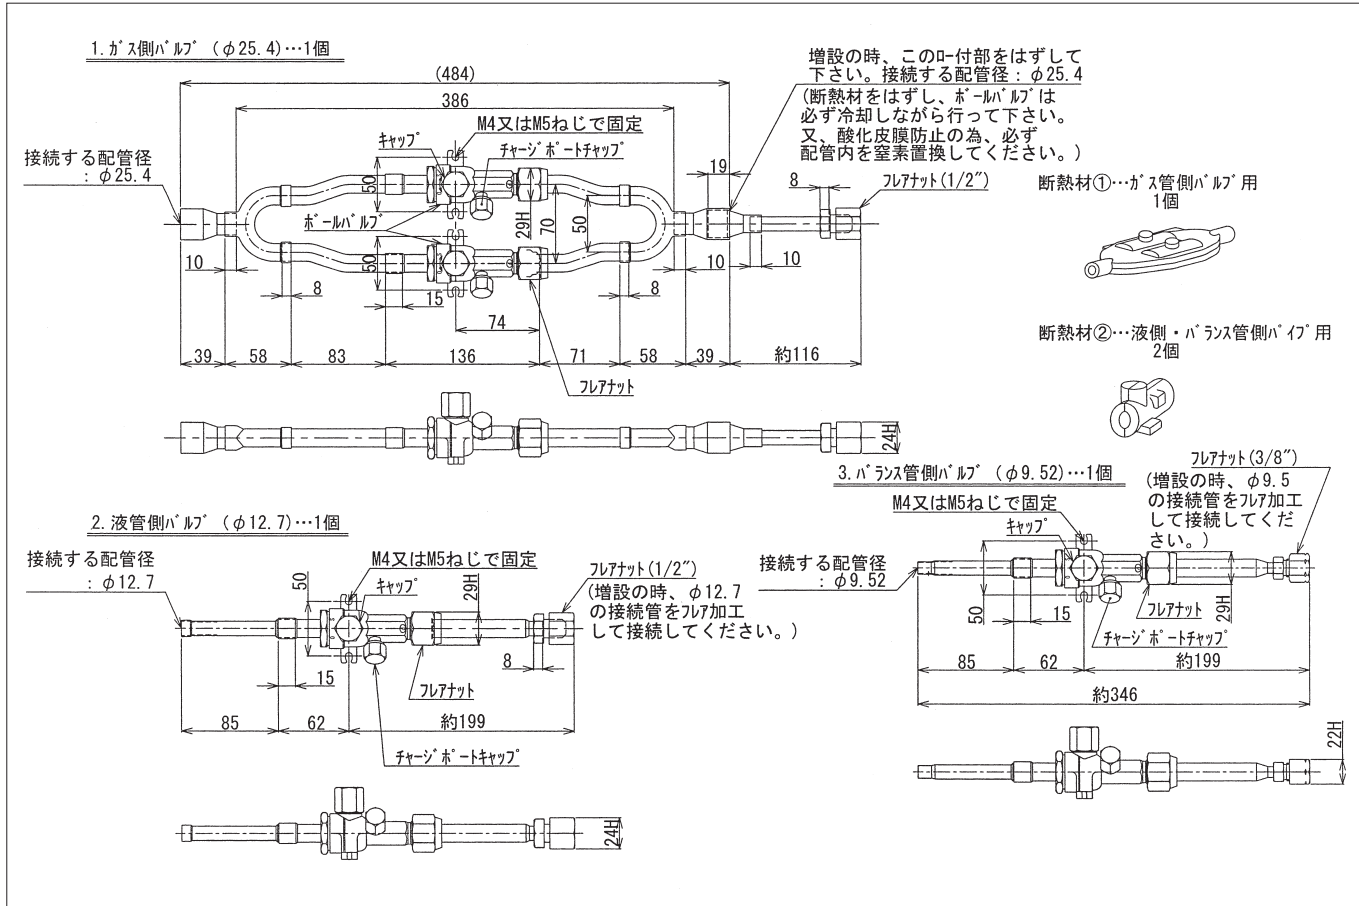 1. ガス側バルブ (φ25.4)…1個
(484)
386
M4又はM5ねじで固定
キャップ
チャージポートチャップ
接続する配管径
: φ25.4
50
ボールバルブ
50
29H
70
50
19
8
フレアナット(1/2″)
増設の時、このロー付部をはずして
下さい。接続する配管径：φ25.4
(断熱材をはずし、ボールバルブは
必ず冷却しながら行って下さい。
又、酸化皮膜防止の為、必ず
配管内を窒素置換してください。)
10
8
15
8
10
10
74
39
58
83
136
71
58
39
約116
フレアナット
24H
断熱材①…ガス管側バルブ用
1個
断熱材②…液側・バランス管側パイプ用
2個
2. 液管側バルブ (φ12.7)…1個
接続する配管径
: φ12.7
50
M4又はM5ねじで固定
キャップ
29H
フレアナット(1/2″)
(増設の時、φ12.7
の接続管をフレア加工
して接続してください。)
15
8
フレアナット
85
62
約199
チャージポートキャップ
24H
3. バランス管側バルブ (φ9.52)…1個
M4又はM5ねじで固定
キャップ
フレアナット(3/8″)
(増設の時、φ9.5
の接続管をフレア加工
して接続してくだ
さい。)
接続する配管径
: φ9.52
50
15
フレアナット
29H
チャージポートチャップ
85
62
約199
約346
22H